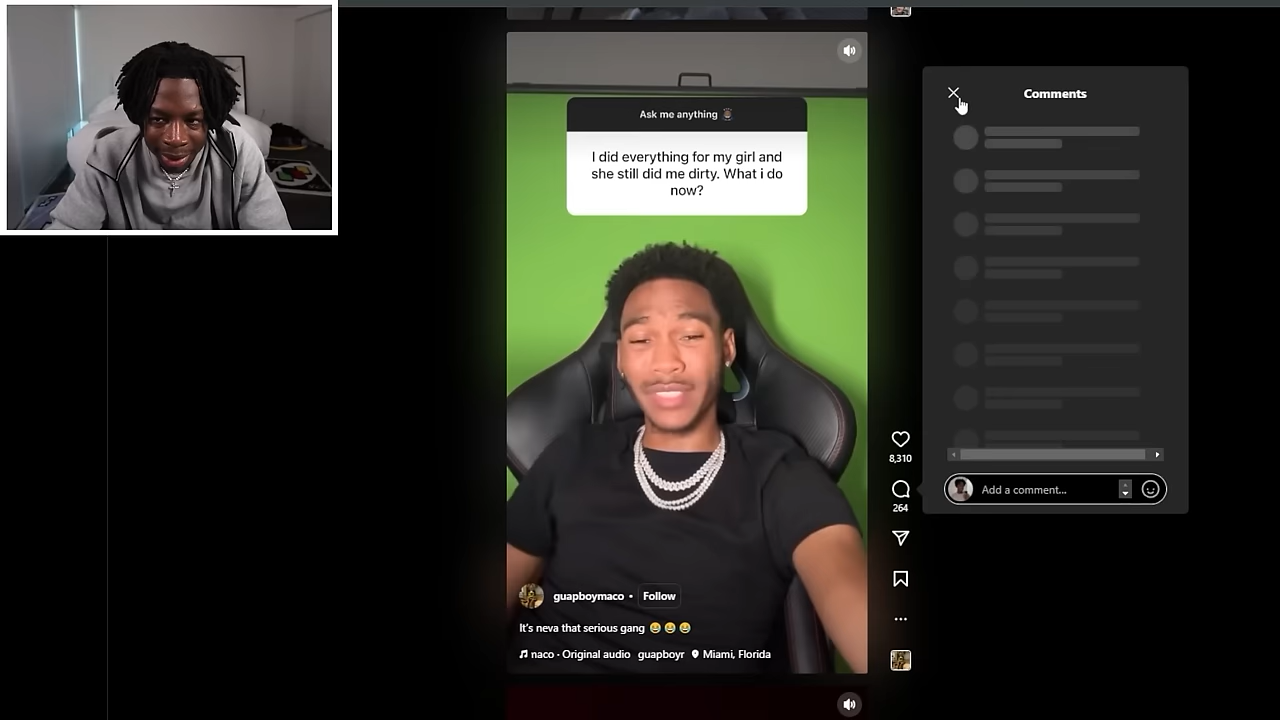 Ask me anything
I did everything for my girl and
she still did me dirty. What i do
now?
Comments
8,310
264
Add a comment...
guapboymaco • Follow
It's neva that serious gang 😂 😂 😂
naco · Original audio guapboyr Miami, Florida